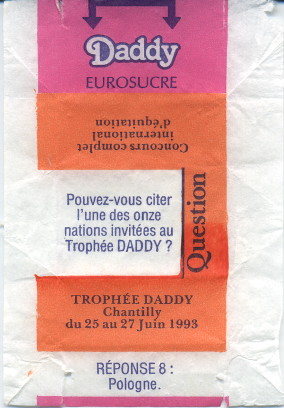 Daddy
EUROSUCRE
Concours complet
international
d'équitation
Question
Pouvez-vous citer
l'une des onze
nations invitées au
Trophée DADDY ?
TROPHÉE DADDY
Chantilly
du 25 au 27 Juin 1993
RÉPONSE 8 :
Pologne.